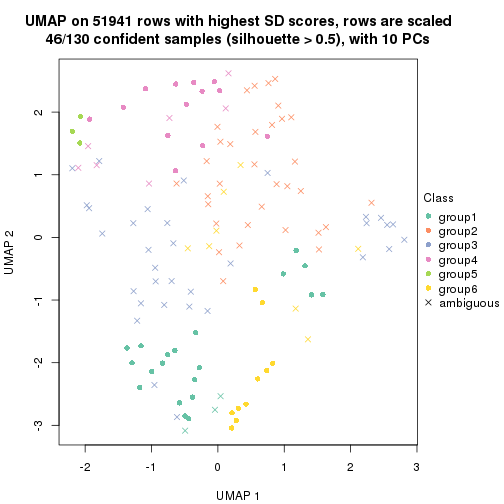 UMAP on 51941 rows with highest SD scores, rows are scaled
46/130 confident samples (silhouette > 0.5), with 10 PCs
2
1
0
-1
-2
-3
UMAP 2
-2
-1
0
1
2
3
UMAP 1
Class
group1
group2
group3
group4
group5
group6
ambiguous